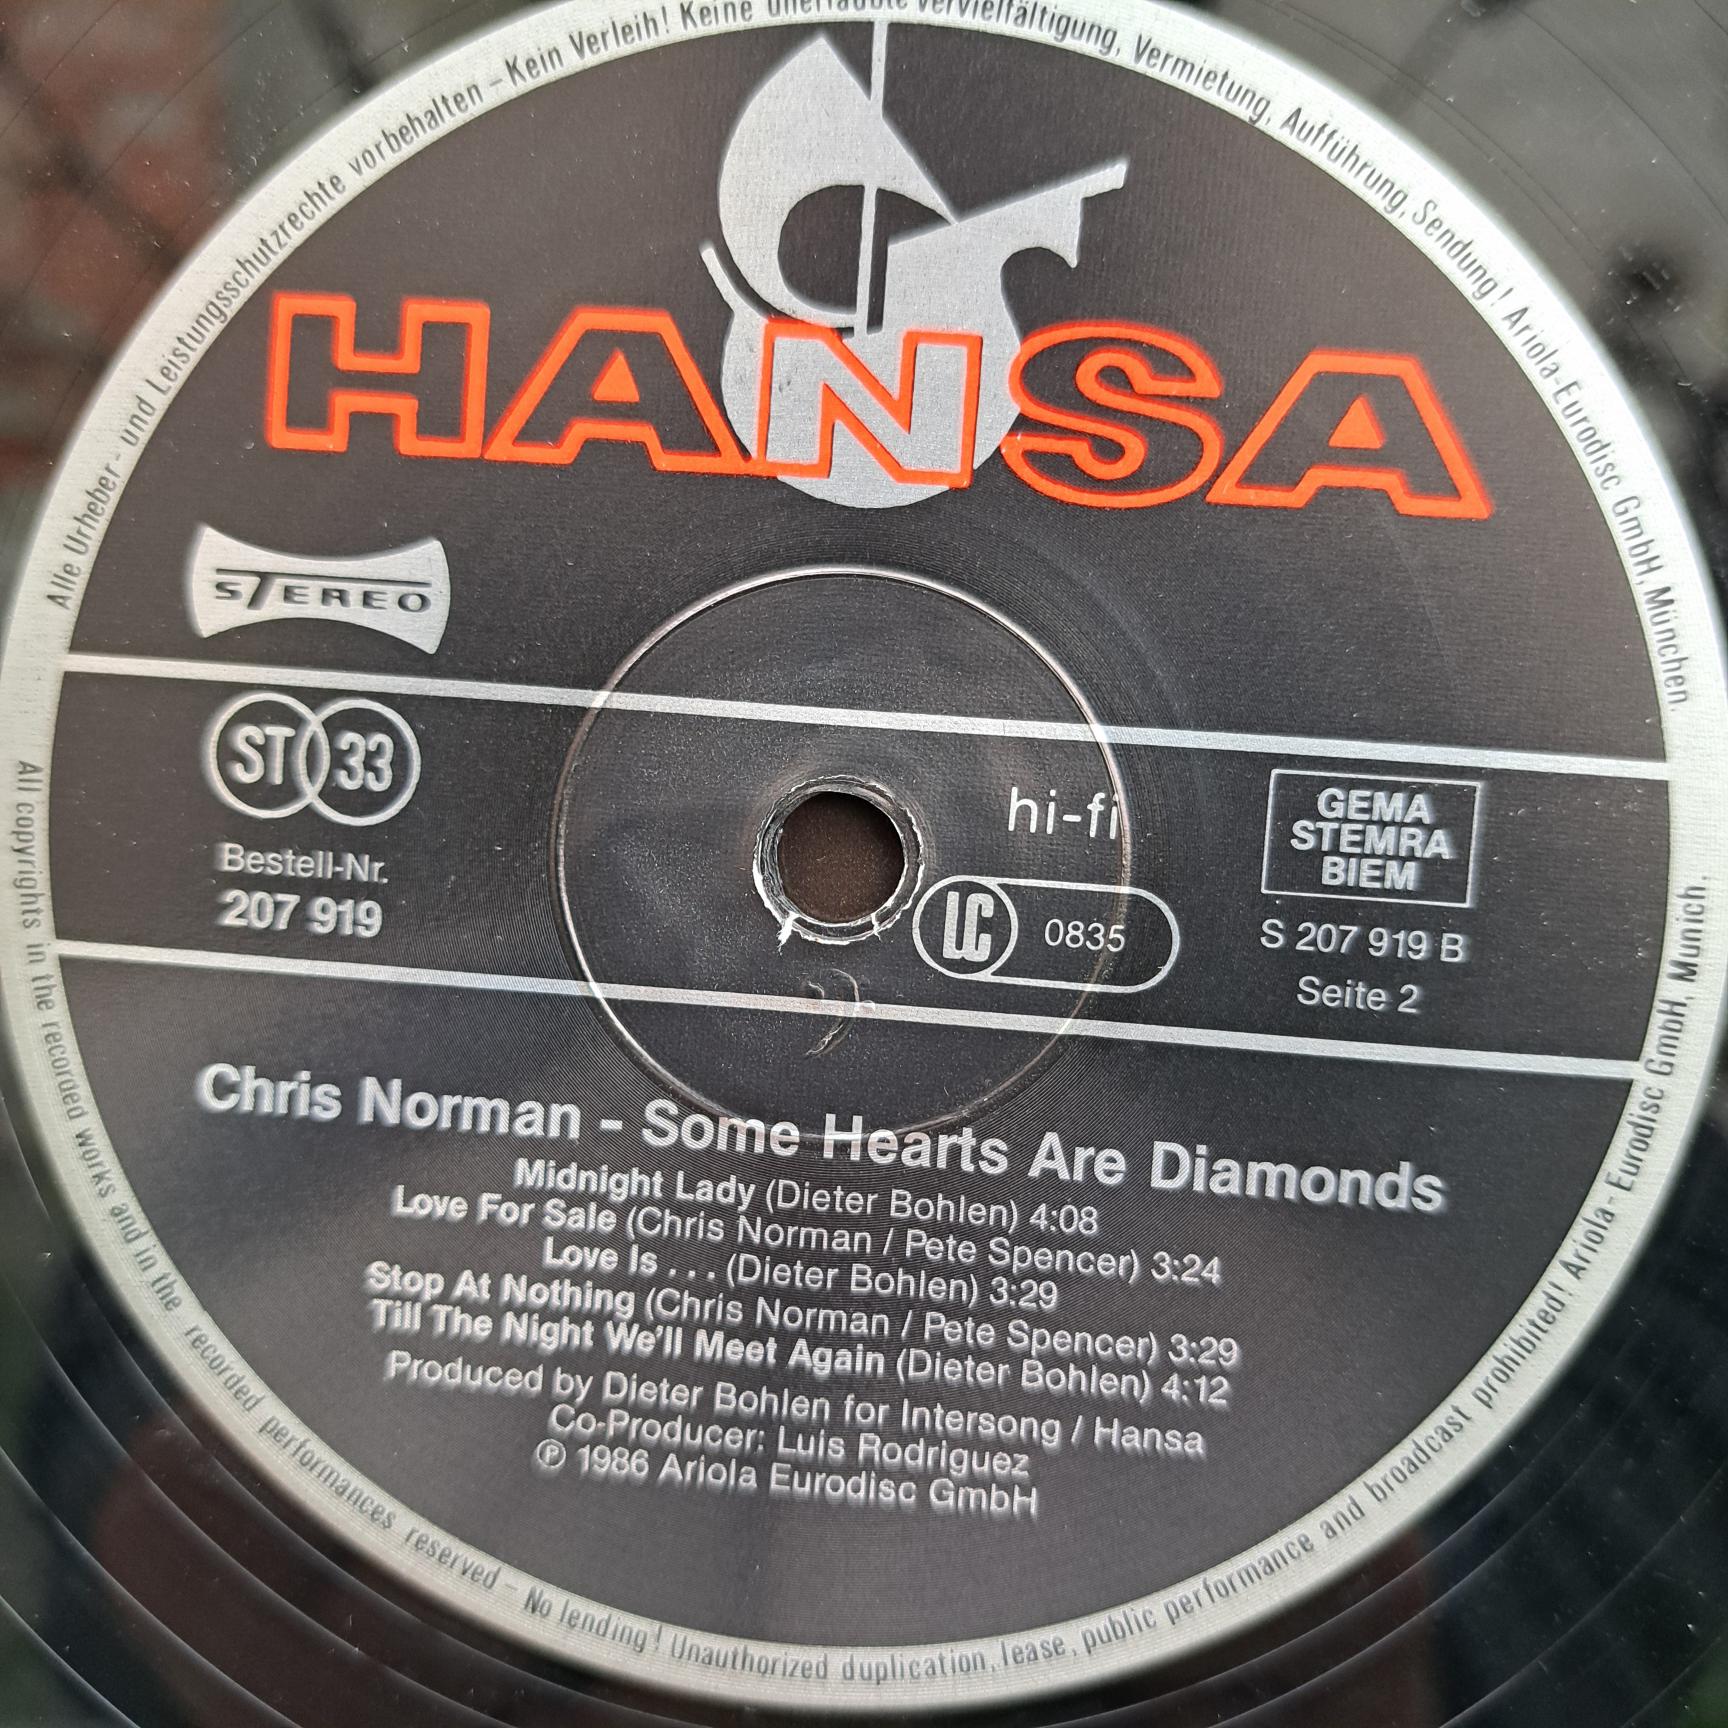 Alle Urheber- und Leistungsschutzrechte vorbehalten – Kein Verleih! Keine unerlaubte Vervielfältigung, Vermietung, Aufführung, Sendung! Ariola-Eurodisc GmbH, München.
HANSA
STEREO
ST 33
hi-fi
GEMA
STEMRA
BIEM
Bestell-Nr.
207 919
LC 0835
S 207 919 B
Seite 2
Chris Norman - Some Hearts Are Diamonds
Midnight Lady (Dieter Bohlen) 4:08
Love For Sale (Chris Norman / Pete Spencer) 3:24
Love Is ... (Dieter Bohlen) 3:29
Stop At Nothing (Chris Norman / Pete Spencer) 3:29
Till The Night We'll Meet Again (Dieter Bohlen) 4:12
Produced by Dieter Bohlen for Intersong / Hansa
Co-Producer: Luis Rodriguez
℗ 1986 Ariola Eurodisc GmbH
All copyrights in the recorded works and in the recorded performances reserved – No lending! Unauthorized duplication, lease, public performance and broadcast prohibited! Ariola-Eurodisc GmbH, Munich.